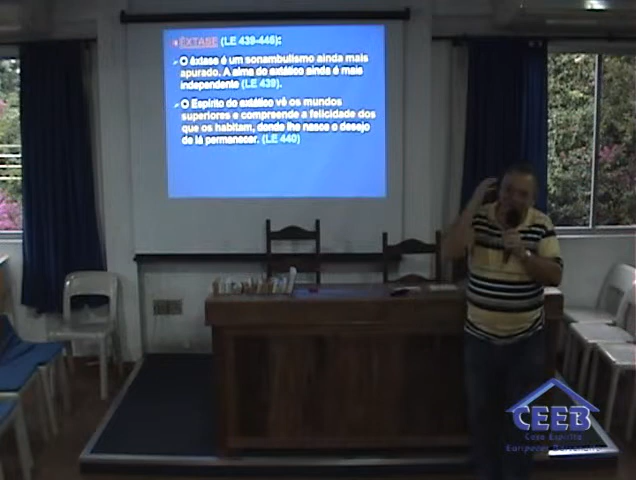 ÊXTASE (LE 439-446):
O êxtase é um sonambulismo ainda mais
apurado. A alma do extático ainda é mais
independente (LE 439).
O Espírito do extático vê os mundos
superiores e compreende a felicidade dos
que os habitam, donde lhe nasce o desejo
de lá permanecer. (LE 440)
CEEB
Casa Espírita